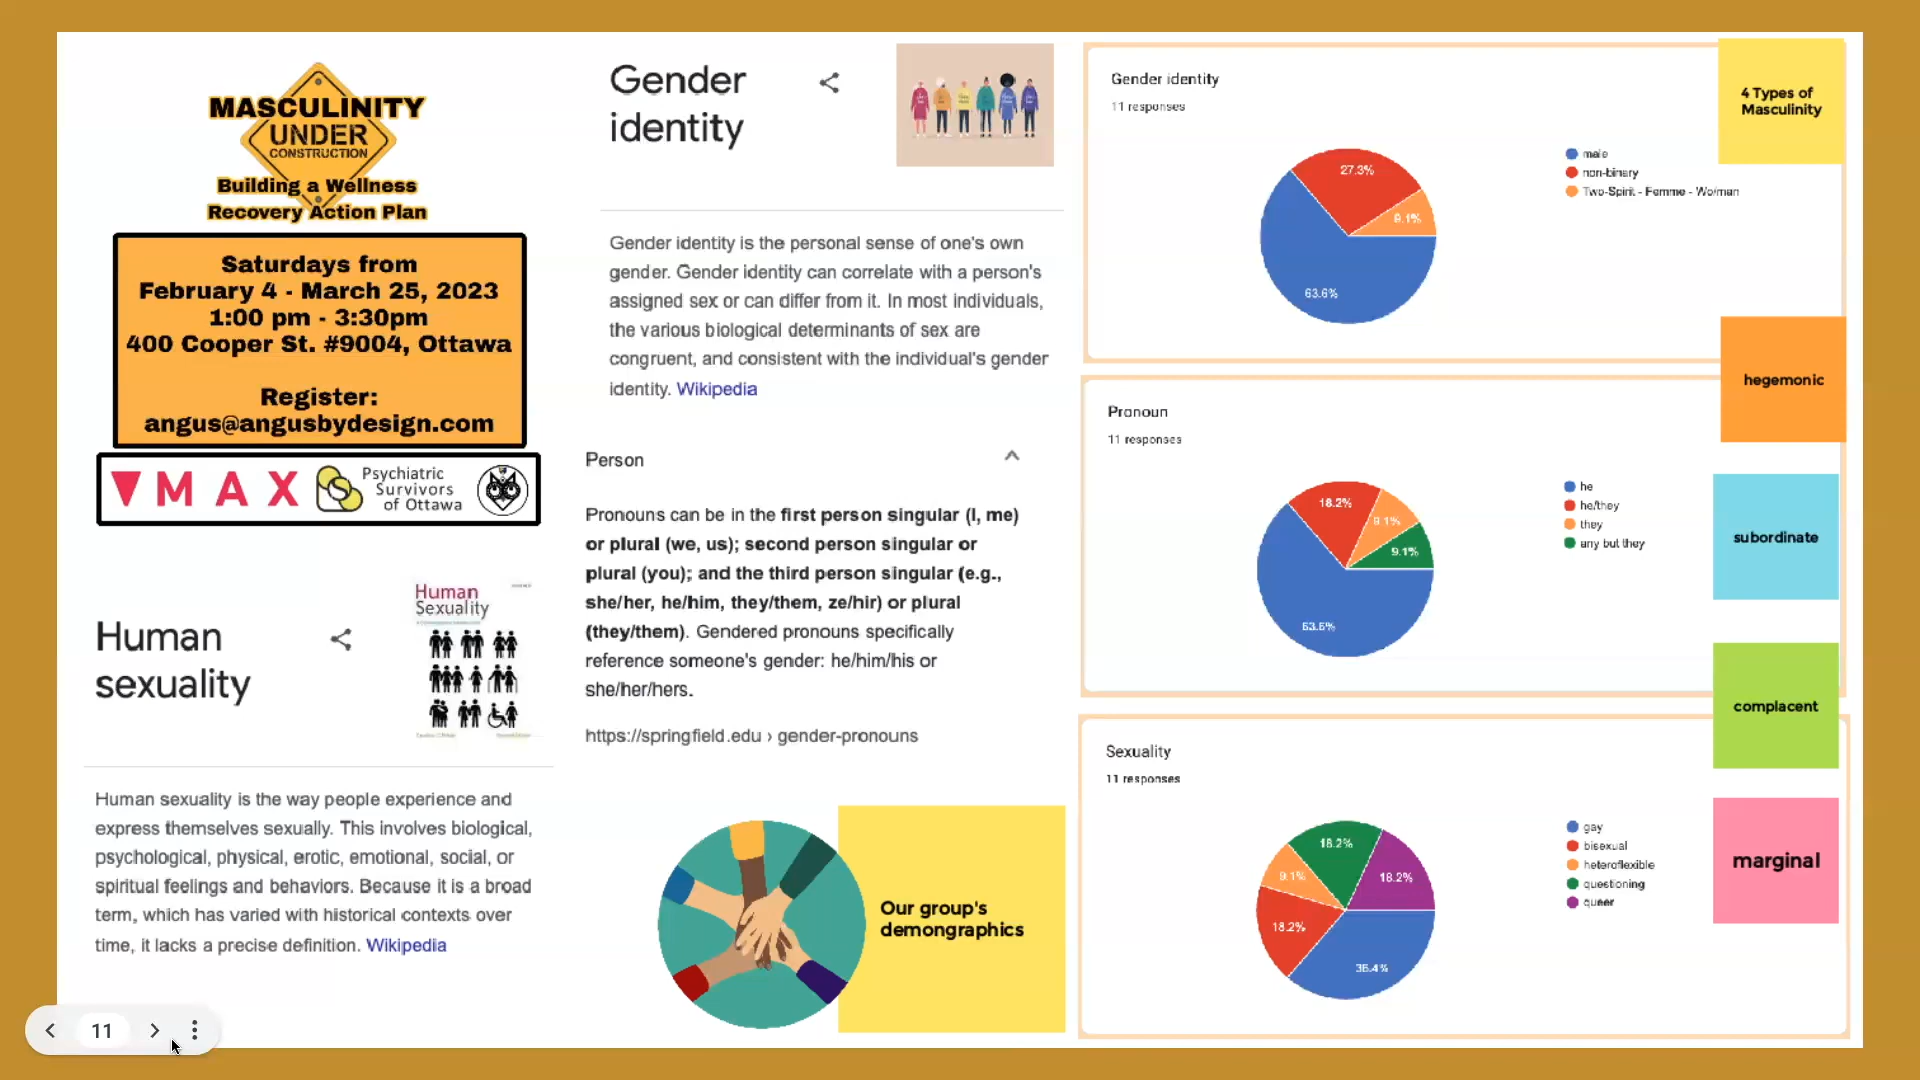 MASCULINITY
UNDER
CONSTRUCTION
Building a Wellness
Recovery Action Plan
Saturdays from
February 4 - March 25, 2023
1:00 pm - 3:30pm
400 Cooper St. #9004, Ottawa
Register:
angus@angusbydesign.com
MAX
Psychiatric
Survivors
of Ottawa
Human
sexuality
Human
Sexuality
Human sexuality is the way people experience and
express themselves sexually. This involves biological,
psychological, physical, erotic, emotional, social, or
spiritual feelings and behaviors. Because it is a broad
term, which has varied with historical contexts over
time, it lacks a precise definition. Wikipedia
Gender
identity
Gender identity is the personal sense of one's own
gender. Gender identity can correlate with a person's
assigned sex or can differ from it. In most individuals,
the various biological determinants of sex are
congruent, and consistent with the individual's gender
identity. Wikipedia
Person
Pronouns can be in the first person singular (I, me)
or plural (we, us); second person singular or
plural (you); and the third person singular (e.g.,
she/her, he/him, they/them, ze/hir) or plural
(they/them). Gendered pronouns specifically
reference someone's gender: he/him/his or
she/her/hers.
https://springfield.edu › gender-pronouns
Our group's
demongraphics
Gender identity
11 responses
27.3%
9.1%
63.6%
male
non-binary
Two-Spirit - Femme - Wo/man
Pronoun
11 responses
18.2%
9.1%
9.1%
63.6%
he
he/they
they
any but they
Sexuality
11 responses
18.2%
18.2%
9.1%
18.2%
36.4%
gay
bisexual
heteroflexible
questioning
queer
4 Types of
Masculinity
hegemonic
subordinate
complacent
marginal
11